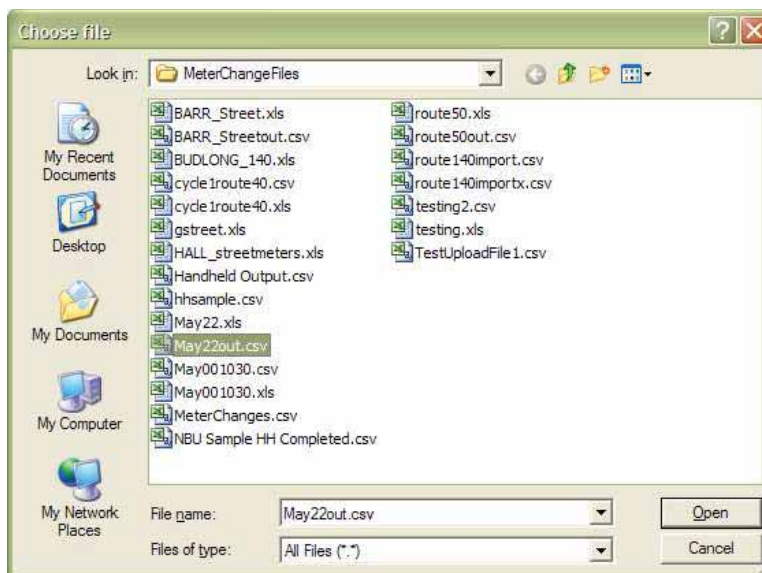 Choose file
Look in:
MeterChangeFiles
My Recent
Documents
Desktop
My Documents
My Computer
My Network
Places
BARR_Street.xls
BARR_Streetout.csv
BUDLONG_140.xls
cycle1route40.csv
cycle1route40.xls
gstreet.xls
HALL_streetmeters.xls
Handheld Output.csv
hhsample.csv
May22.xls
May22out.csv
May001030.csv
May001030.xls
MeterChanges.csv
NBU Sample HH Completed.csv
route50.xls
route50out.csv
route140import.csv
route140importx.csv
testing2.csv
testing.xls
TestUploadFile1.csv
File name:
May22out.csv
Open
Files of type:
All Files (*.*)
Cancel